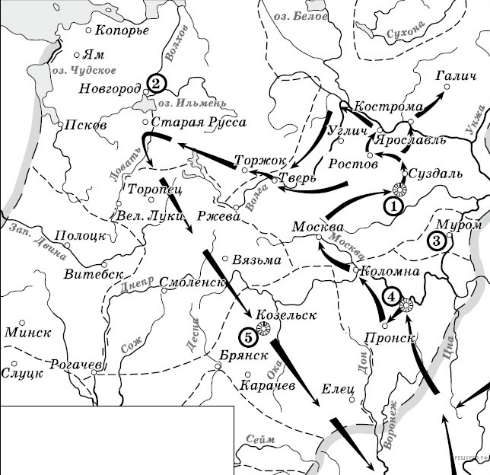 оз. Белое
Сухона
Копорье
Волхов
Ям
оз. Чудское
Новгород
2
оз. Ильмень
Галич
Кострома
Унжа
Псков
Старая Русса
Углич
Ярославль
Ловать
Торжок
Ростов
Суздаль
Тверь
Торопец
Волга
1
Вел. Луки
Ржева
Москва
Муром
3
Зап. Двина
Полоцк
Москва
Витебск
Вязьма
Коломна
Днепр
Смоленск
4
Козельск
5
Пронск
Минск
Сож
Десна
Цна
Рогачев
Брянск
Ока
Дон
Слуцк
Карачев
Елец
Воронеж
Сейм